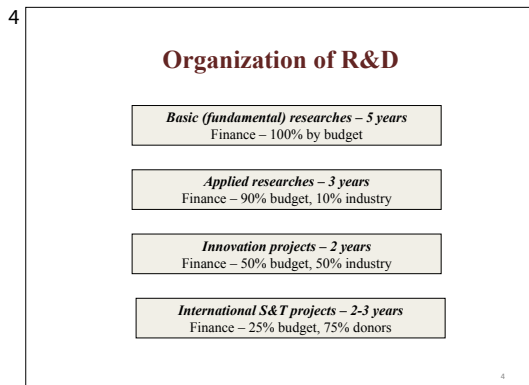 4
Organization of R&D
Basic (fundamental) researches – 5 years
Finance – 100% by budget
Applied researches – 3 years
Finance – 90% budget, 10% industry
Innovation projects – 2 years
Finance – 50% budget, 50% industry
International S&T projects – 2-3 years
Finance – 25% budget, 75% donors
4